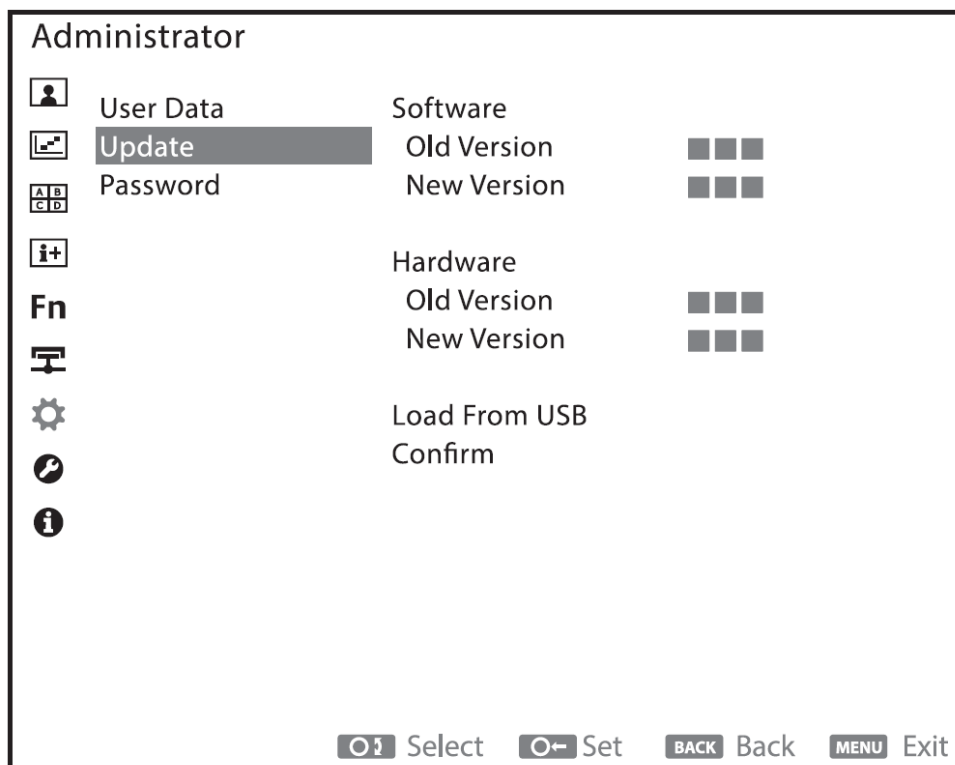 Administrator
User Data
Update
Password
Software
Old Version
New Version
Hardware
Old Version
New Version
Load From USB
Confirm
A B
C D
i+
Fn
i
Select Set BACK Back MENU Exit